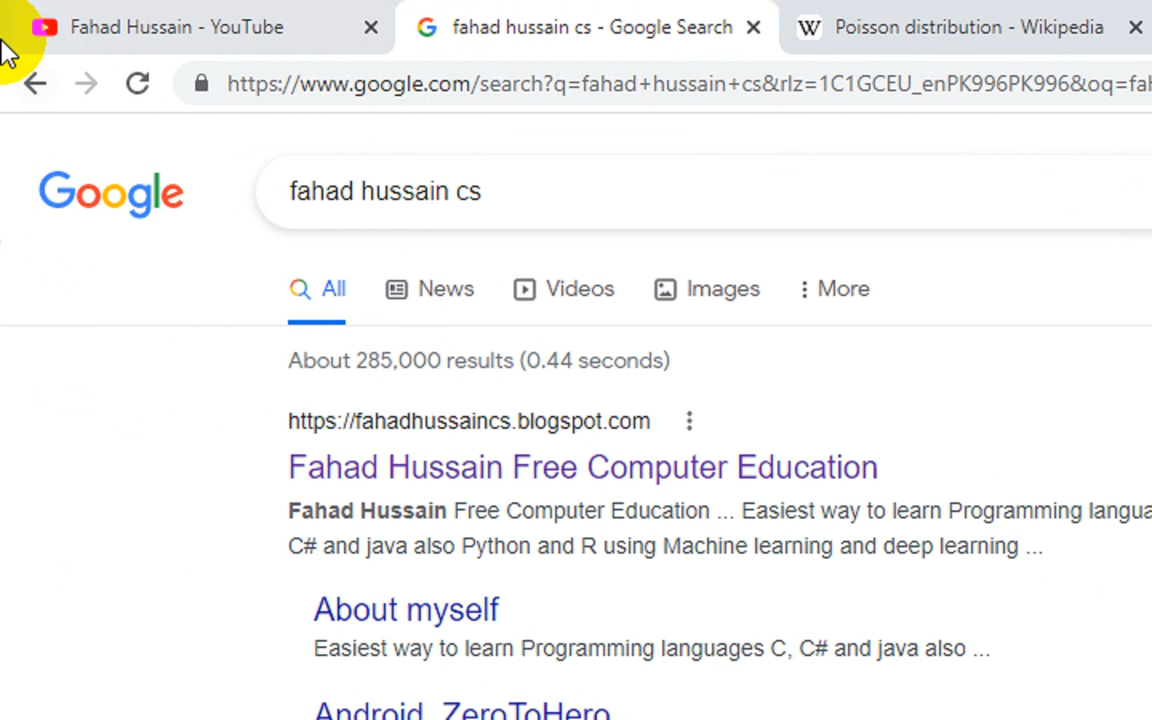 Fahad Hussain - YouTube
fahad hussain cs - Google Search
Poisson distribution - Wikipedia
https://www.google.com/search?q=fahad+hussain+cs&rlz=1C1GCEU_enPK996PK996&oq=fah
Google
fahad hussain cs
All News Videos Images More
About 285,000 results (0.44 seconds)
https://fahadhussaincs.blogspot.com
Fahad Hussain Free Computer Education
Fahad Hussain Free Computer Education ... Easiest way to learn Programming langua
C# and java also Python and R using Machine learning and deep learning ...
About myself
Easiest way to learn Programming languages C, C# and java also ...
Android_ZeroToHero